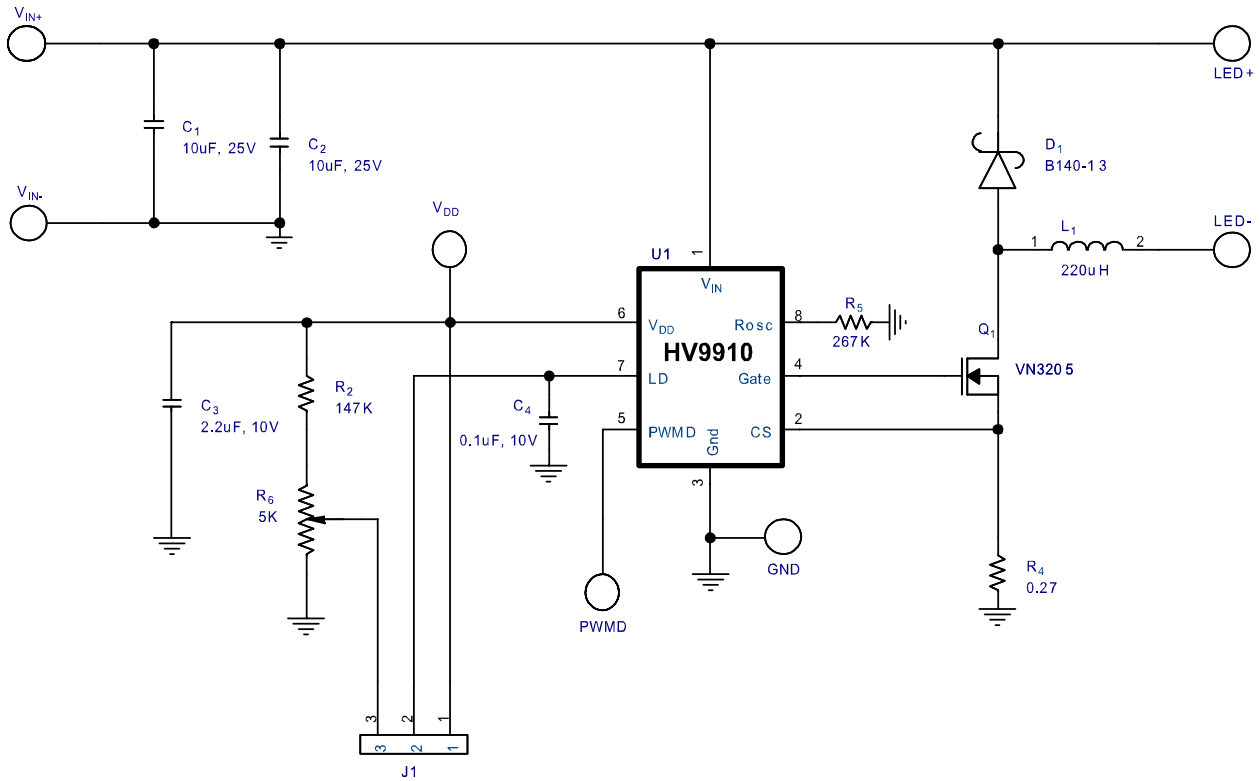 VIN+
LED+
C1
10uF, 25V
C2
10uF, 25V
D1
B140-13
VIN-
VDD
LED-
1 L1 2
220uH
U1
1
VIN
6 VDD
Rosc 8
R5
267K
HV9910
Q1
VN3205
7 LD
Gate 4
5 PWMD
CS 2
Gnd
3
R2
147K
C3
2.2uF, 10V
C4
0.1uF, 10V
R6
5K
GND
R4
0.27
PWMD
3 2 1
3 2 1
J1